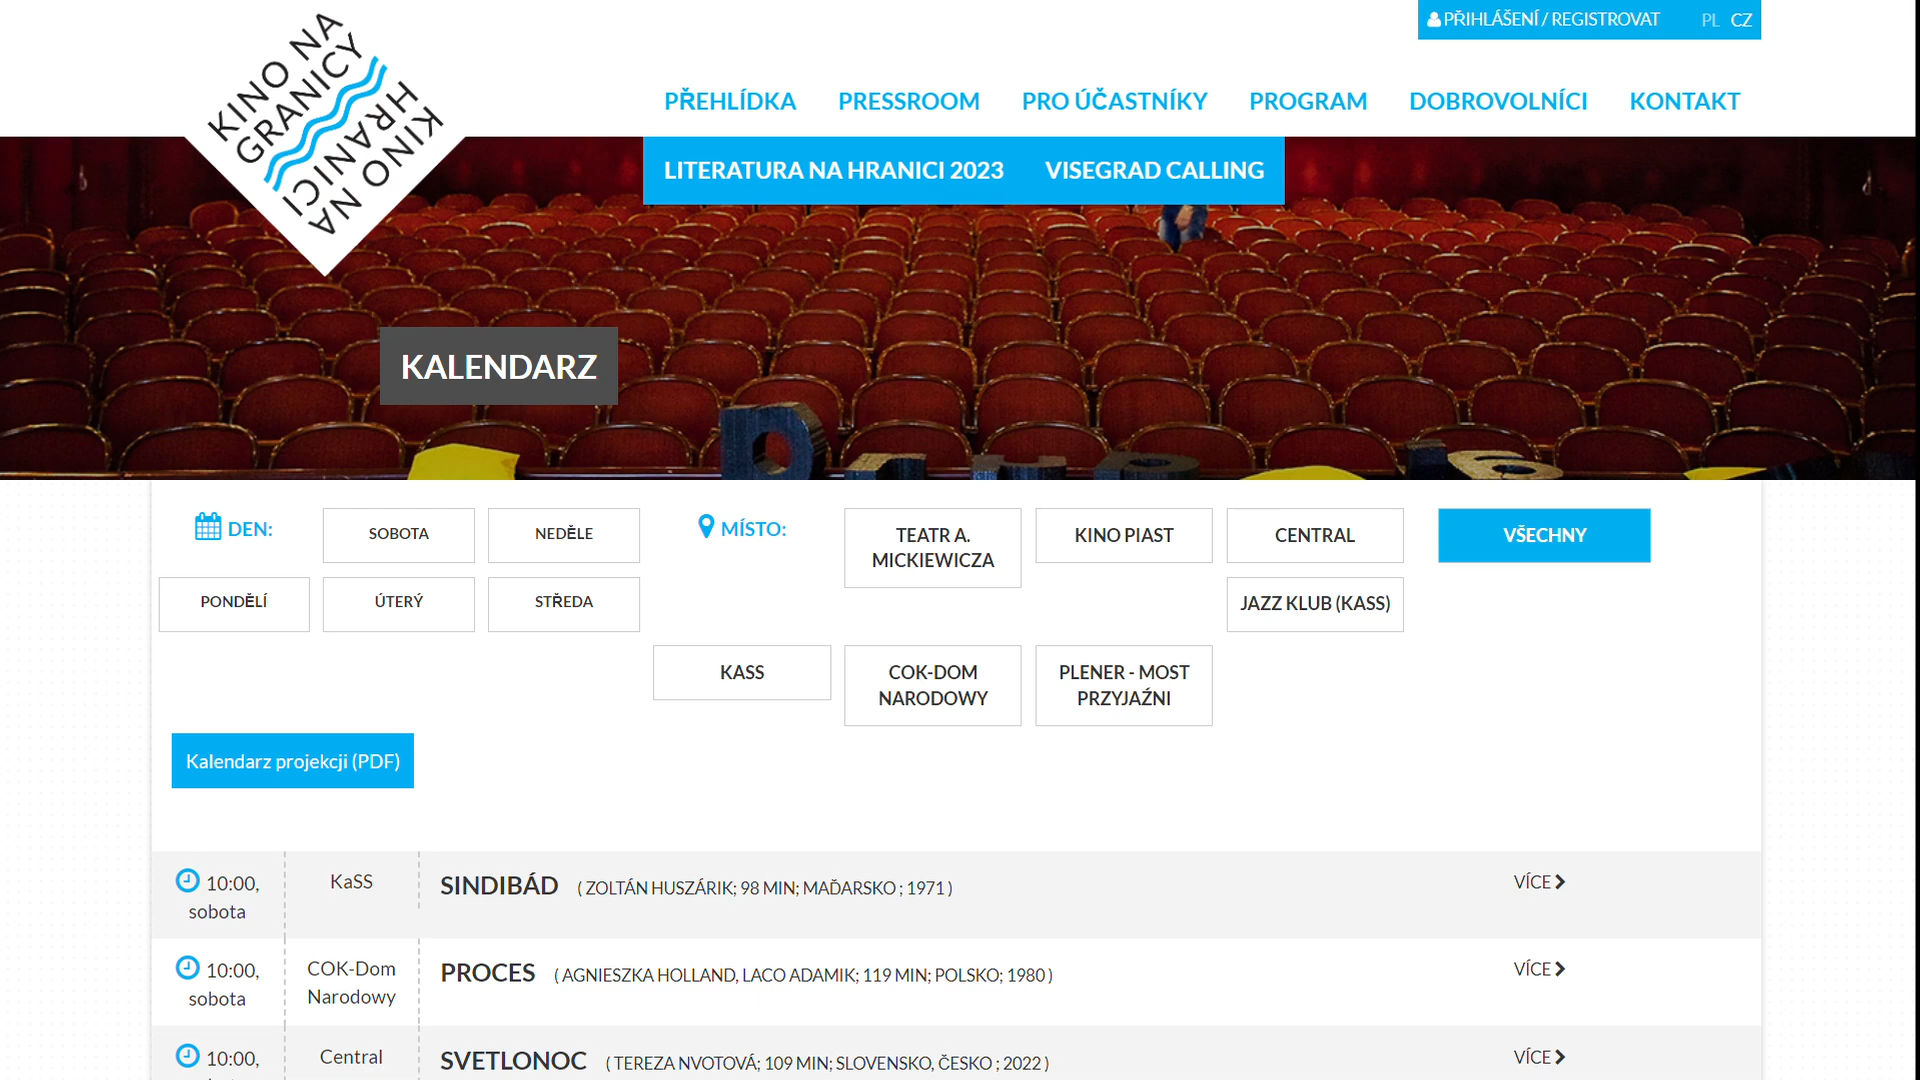 PŘIHLÁŠENÍ / REGISTROVAT PL CZ
KINO NA
GRANICY
KINO NA
HRANICI
PŘEHLÍDKA PRESSROOM PRO ÚČASTNÍKY PROGRAM DOBROVOLNÍCI KONTAKT
LITERATURA NA HRANICI 2023 VISEGRAD CALLING
KALENDARZ
DEN:
SOBOTA
NEDĚLE
PONDĚLÍ
ÚTERÝ
STŘEDA
MÍSTO:
TEATR A.
MICKIEWICZA
KINO PIAST
CENTRAL
JAZZ KLUB (KASS)
KASS
COK-DOM
NARODOWY
PLENER - MOST
PRZYJAŹNI
VŠECHNY
Kalendarz projekcji (PDF)
10:00,
sobota
KaSS
SINDIBÁD ( ZOLTÁN HUSZÁRIK; 98 MIN; MAĎARSKO ; 1971 )
VÍCE
10:00,
sobota
COK-Dom
Narodowy
PROCES ( AGNIESZKA HOLLAND, LACO ADAMIK; 119 MIN; POLSKO; 1980 )
VÍCE
10:00,
Central
SVETLONOC ( TEREZA NVOTOVÁ; 109 MIN; SLOVENSKO, ČESKO ; 2022 )
VÍCE